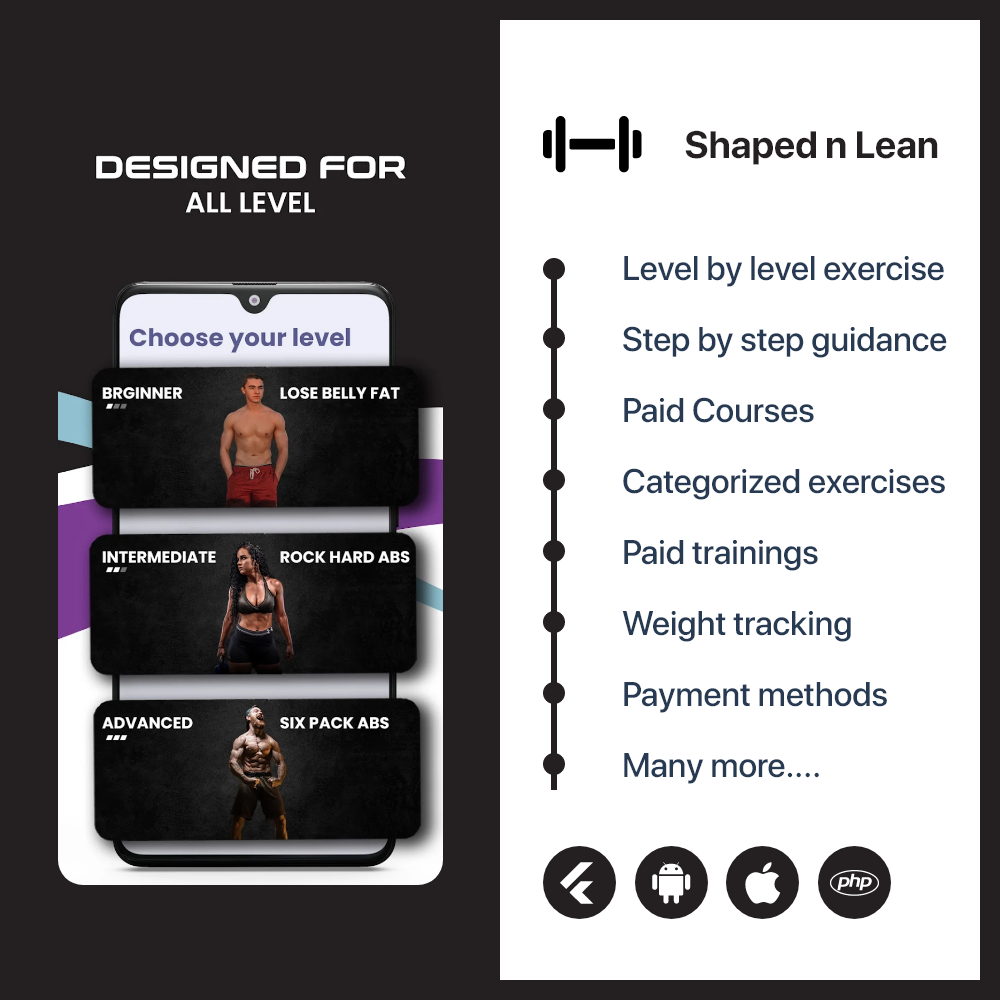 DESIGNED FOR
ALL LEVEL
Choose your level
BRGINNER
LOSE BELLY FAT
INTERMEDIATE
ROCK HARD ABS
ADVANCED
SIX PACK ABS
Shaped n Lean
Level by level exercise
Step by step guidance
Paid Courses
Categorized exercises
Paid trainings
Weight tracking
Payment methods
Many more....
php